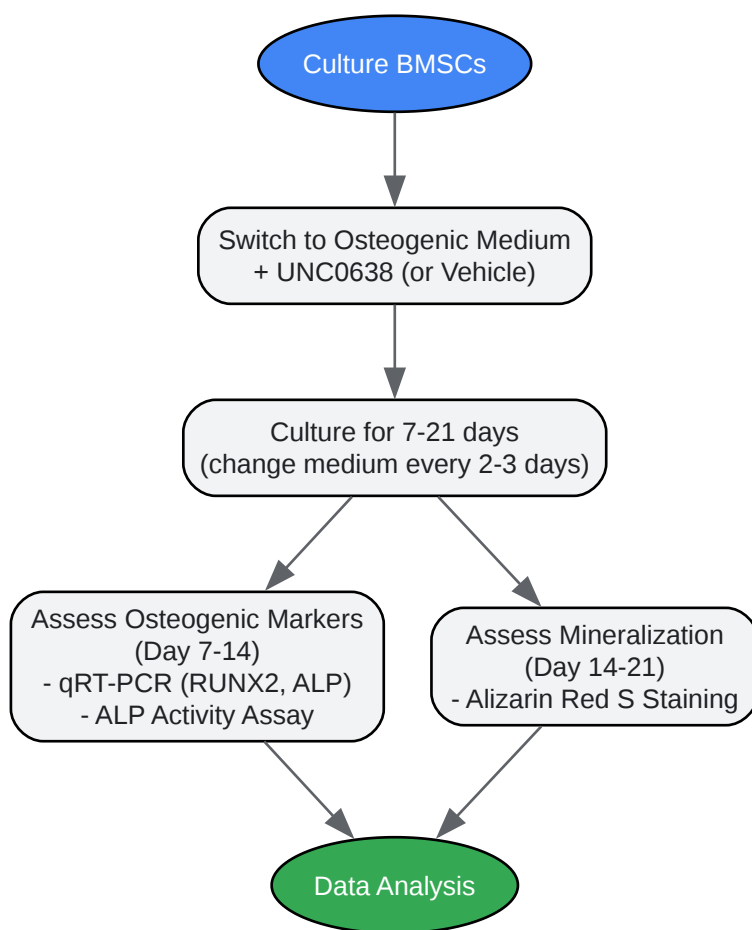 Culture BMSCs
Switch to Osteogenic Medium
+ UNC0638 (or Vehicle)
Culture for 7-21 days
(change medium every 2-3 days)
Assess Osteogenic Markers
(Day 7-14)
- qRT-PCR (RUNX2, ALP)
- ALP Activity Assay
Assess Mineralization
(Day 14-21)
- Alizarin Red S Staining
Data Analysis